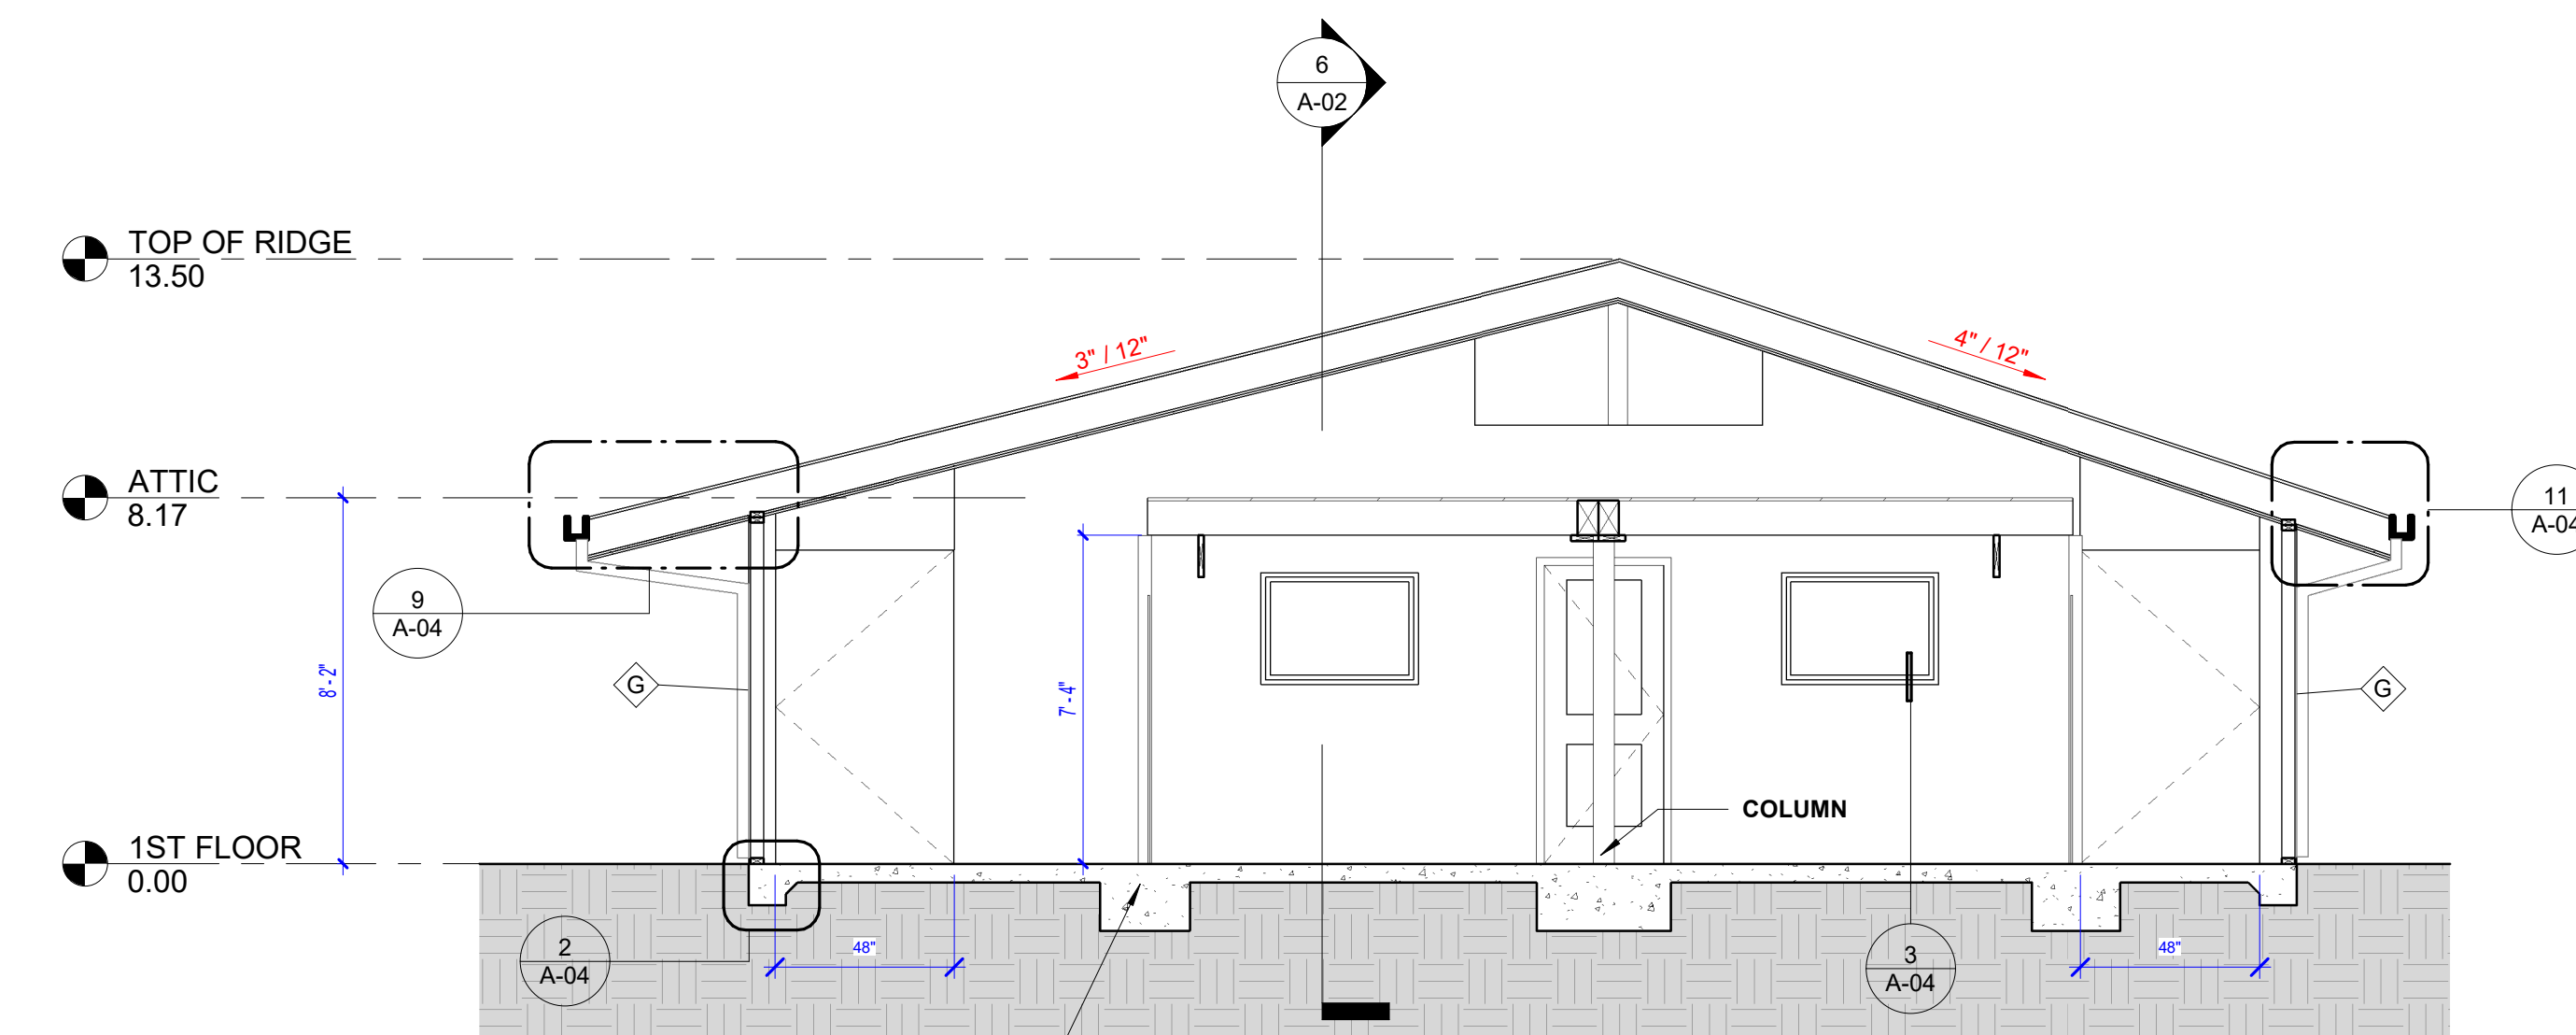 6
A-02
TOP OF RIDGE
13.50
3" / 12"
4" / 12"
ATTIC
8.17
11
A-04
9
A-04
8' - 2"
7' - 4"
G
G
COLUMN
1ST FLOOR
0.00
48"
48"
2
A-04
3
A-04